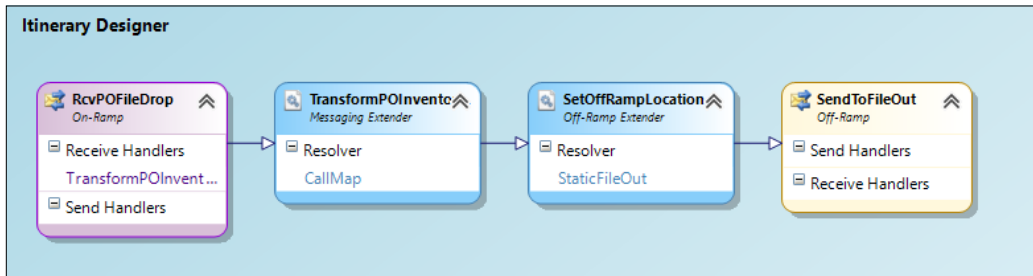 Itinerary Designer
RcvPOFileDrop
On-Ramp
Receive Handlers
TransformPOInvent...
Send Handlers
TransformPOInvento
Messaging Extender
Resolver
CallMap
SetOffRampLocation
Off-Ramp Extender
Resolver
StaticFileOut
SendToFileOut
Off-Ramp
Send Handlers
Receive Handlers